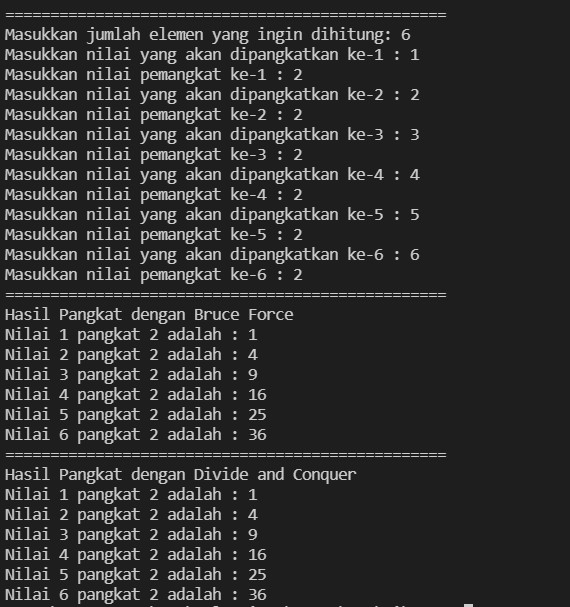 =================================================
Masukkan jumlah elemen yang ingin dihitung: 6
Masukkan nilai yang akan dipangkatkan ke-1 : 1
Masukkan nilai pemangkat ke-1 : 2
Masukkan nilai yang akan dipangkatkan ke-2 : 2
Masukkan nilai pemangkat ke-2 : 2
Masukkan nilai yang akan dipangkatkan ke-3 : 3
Masukkan nilai pemangkat ke-3 : 2
Masukkan nilai yang akan dipangkatkan ke-4 : 4
Masukkan nilai pemangkat ke-4 : 2
Masukkan nilai yang akan dipangkatkan ke-5 : 5
Masukkan nilai pemangkat ke-5 : 2
Masukkan nilai yang akan dipangkatkan ke-6 : 6
Masukkan nilai pemangkat ke-6 : 2
=================================================
Hasil Pangkat dengan Bruce Force
Nilai 1 pangkat 2 adalah : 1
Nilai 2 pangkat 2 adalah : 4
Nilai 3 pangkat 2 adalah : 9
Nilai 4 pangkat 2 adalah : 16
Nilai 5 pangkat 2 adalah : 25
Nilai 6 pangkat 2 adalah : 36
=================================================
Hasil Pangkat dengan Divide and Conquer
Nilai 1 pangkat 2 adalah : 1
Nilai 2 pangkat 2 adalah : 4
Nilai 3 pangkat 2 adalah : 9
Nilai 4 pangkat 2 adalah : 16
Nilai 5 pangkat 2 adalah : 25
Nilai 6 pangkat 2 adalah : 36